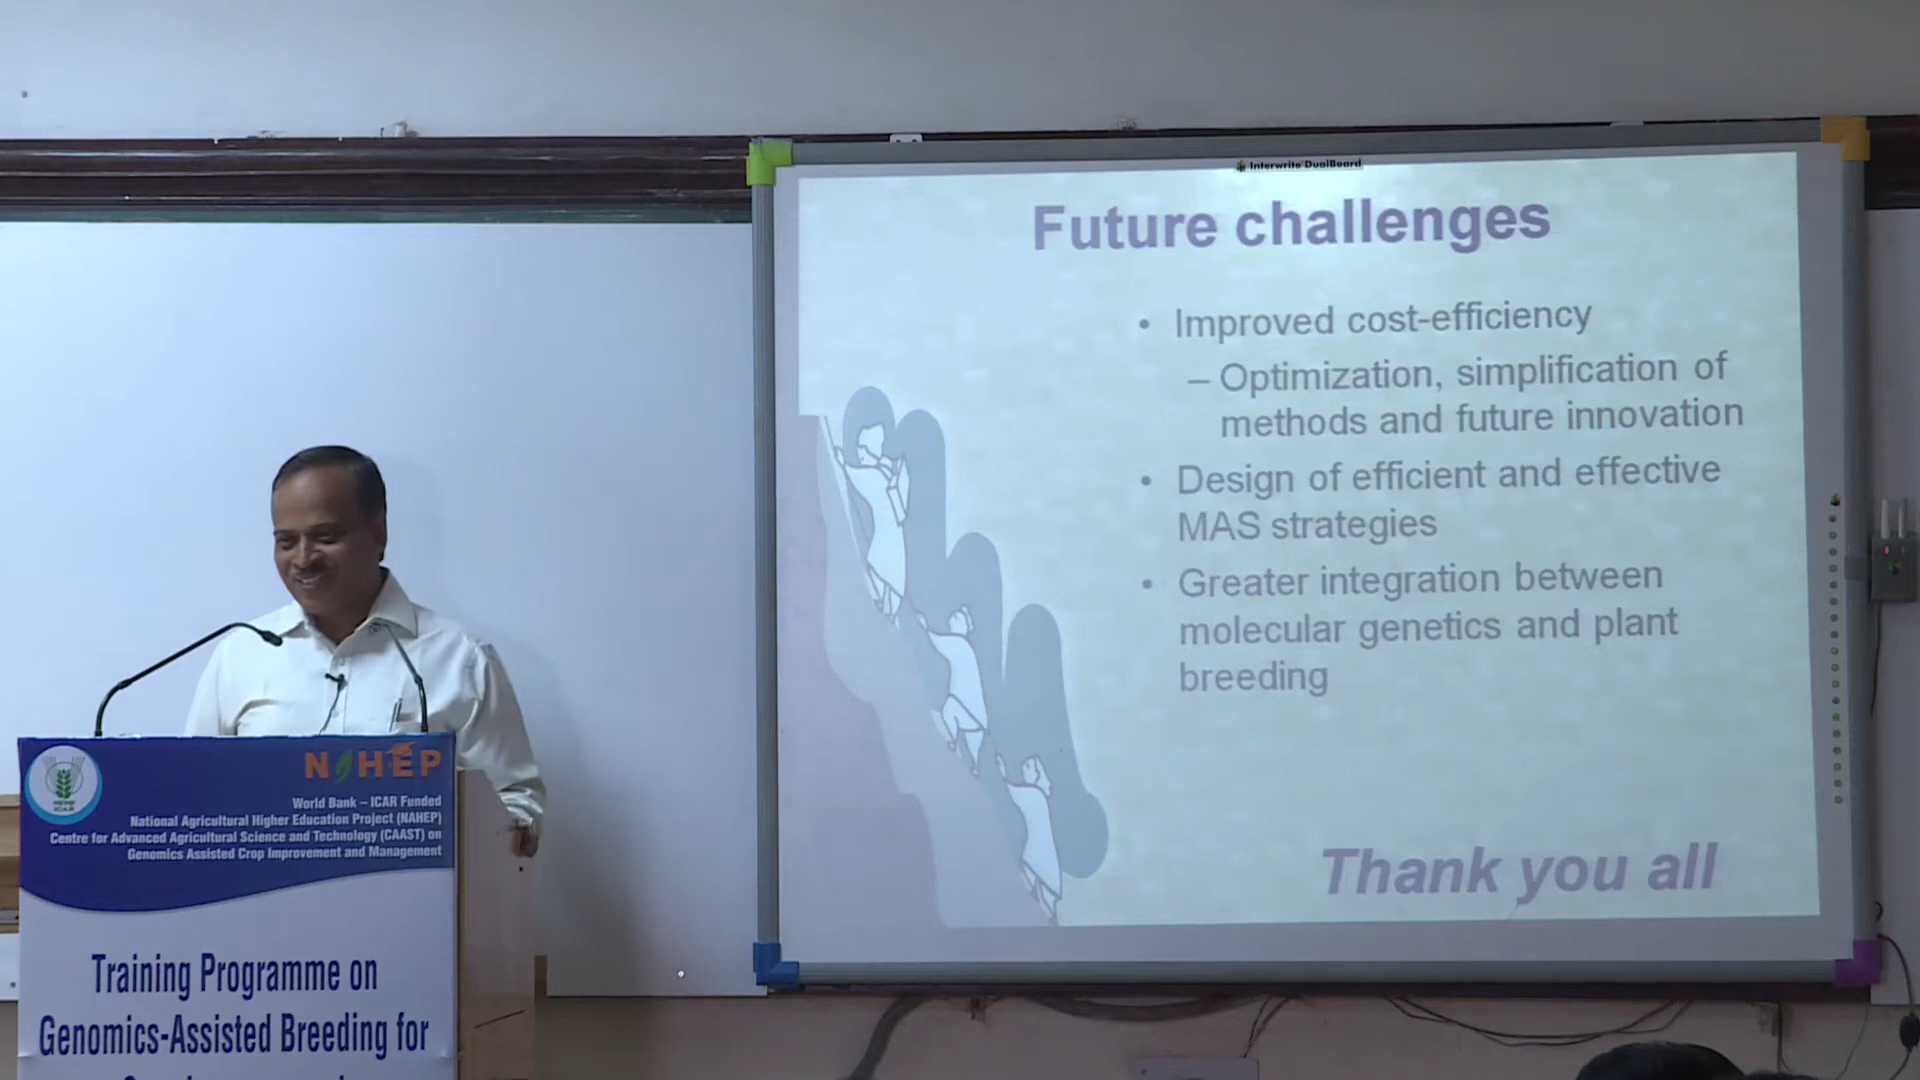 Interwrite DualBoard
Future challenges
• Improved cost-efficiency
– Optimization, simplification of
methods and future innovation
• Design of efficient and effective
MAS strategies
• Greater integration between
molecular genetics and plant
breeding
Thank you all
NAHEP
ICAR
World Bank – ICAR Funded
National Agricultural Higher Education Project (NAHEP)
Centre for Advanced Agricultural Science and Technology (CAAST) on
Genomics Assisted Crop Improvement and Management
Training Programme on
Genomics-Assisted Breeding for